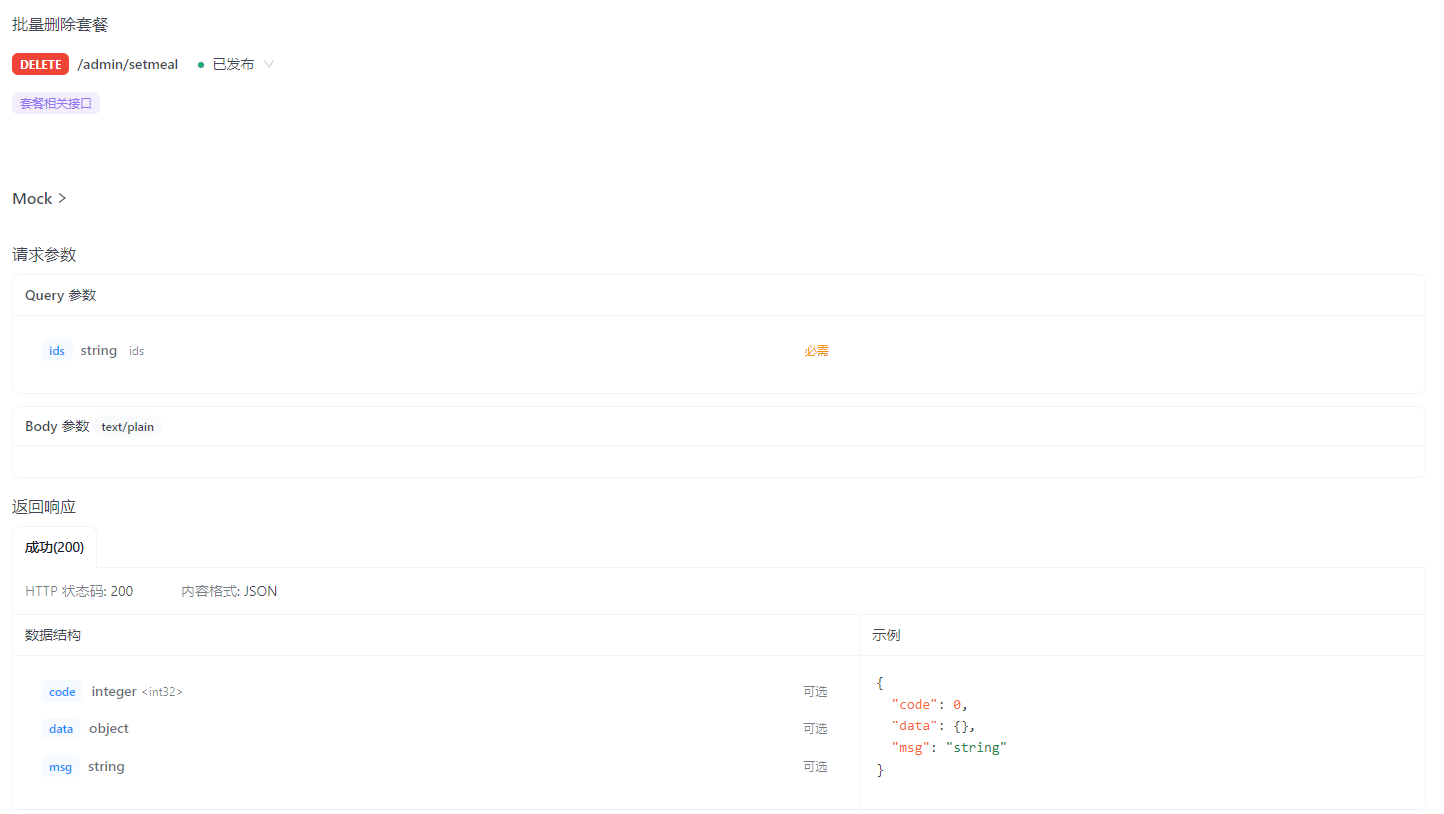 批量删除套餐
DELETE /admin/setmeal 已发布
套餐相关接口
Mock >
请求参数
Query 参数
ids string ids 必需
Body 参数 text/plain
返回响应
成功(200)
HTTP 状态码: 200 内容格式: JSON
数据结构 示例
code integer <int32> 可选
data object 可选
msg string 可选
{
"code": 0,
"data": {},
"msg": "string"
}